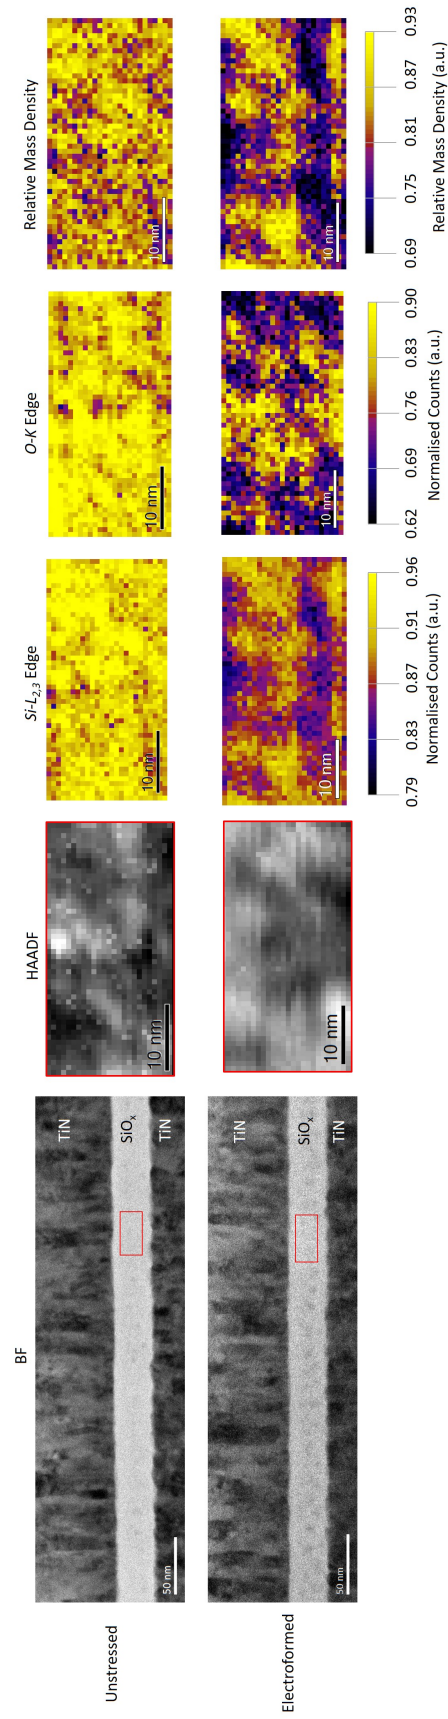 BF
HAADF
Si-L2,3 Edge
O-K Edge
Relative Mass Density
Unstressed
TiN
SiOx
TiN
50 nm
10 nm
10 nm
10 nm
10 nm
Electroformed
TiN
SiOx
TiN
50 nm
10 nm
10 nm
10 nm
10 nm
0.79 0.83 0.87 0.91 0.96
Normalised Counts (a.u.)
0.62 0.69 0.76 0.83 0.90
Normalised Counts (a.u.)
0.69 0.75 0.81 0.87 0.93
Relative Mass Density (a.u.)